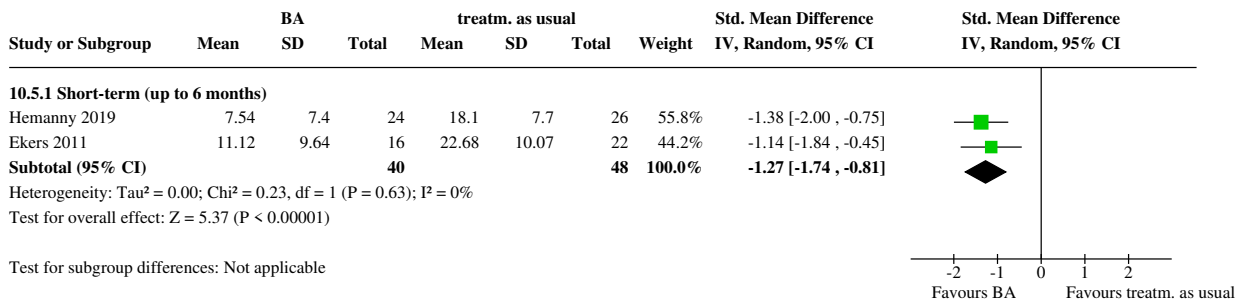 BA treatm. as usual Std. Mean Difference Std. Mean Difference
Study or Subgroup Mean SD Total Mean SD Total Weight IV, Random, 95% CI IV, Random, 95% CI
10.5.1 Short-term (up to 6 months)
Hemanny 2019 7.54 7.4 24 18.1 7.7 26 55.8% -1.38 [-2.00 , -0.75]
Ekers 2011 11.12 9.64 16 22.68 10.07 22 44.2% -1.14 [-1.84 , -0.45]
Subtotal (95% CI) 40 48 100.0% -1.27 [-1.74 , -0.81]
Heterogeneity: Tau² = 0.00; Chi² = 0.23, df = 1 (P = 0.63); I² = 0%
Test for overall effect: Z = 5.37 (P < 0.00001)
Test for subgroup differences: Not applicable
-2 -1 0 1 2
Favours BA Favours treatm. as usual